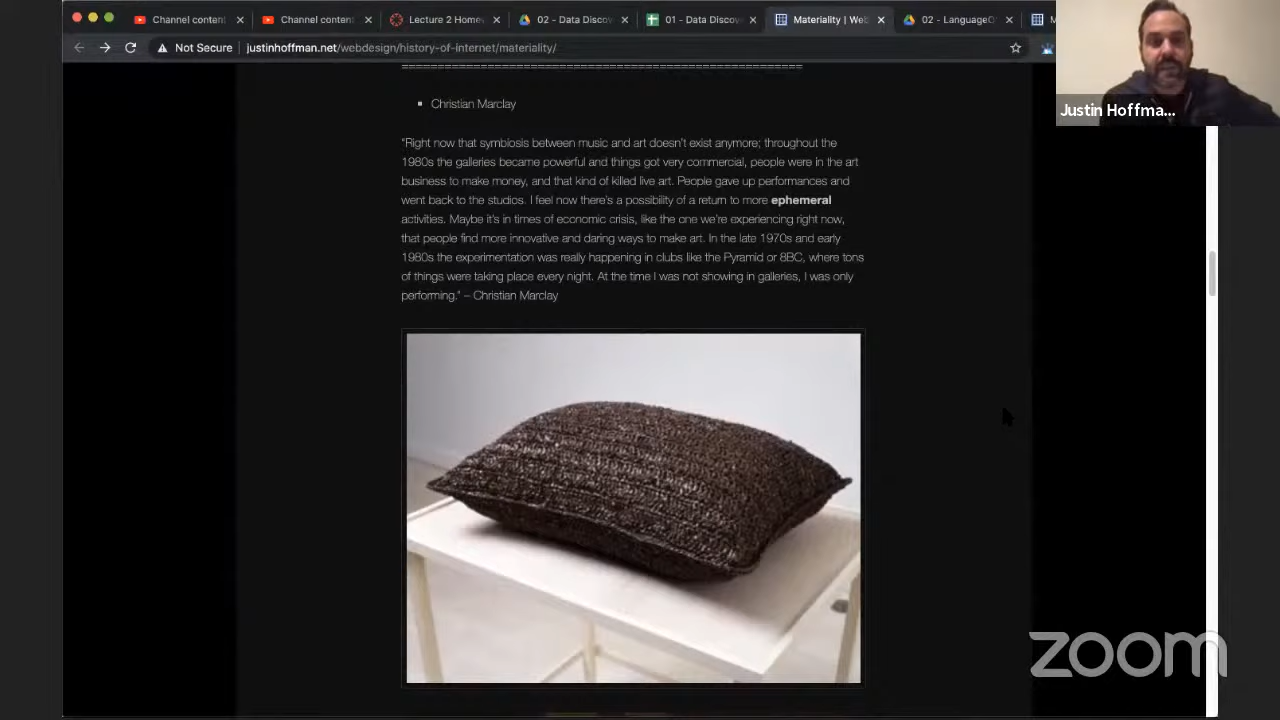 Channel content
Channel content
Lecture 2 Homew
02 - Data Discov
01 - Data Discov
Materiality | Web
02 - LanguageO
M
Not Secure
justinhoffman.net/webdesign/history-of-internet/materiality/
Justin Hoffma...
Christian Marclay
"Right now that symbiosis between music and art doesn't exist anymore; throughout the
1980s the galleries became powerful and things got very commercial, people were in the art
business to make money, and that kind of killed live art. People gave up performances and
went back to the studios. I feel now there's a possibility of a return to more ephemeral
activities. Maybe it's in times of economic crisis, like the one we're experiencing right now,
that people find more innovative and daring ways to make art. In the late 1970s and early
1980s the experimentation was really happening in clubs like the Pyramid or 8BC, where tons
of things were taking place every night. At the time I was not showing in galleries, I was only
performing." – Christian Marclay
zoom